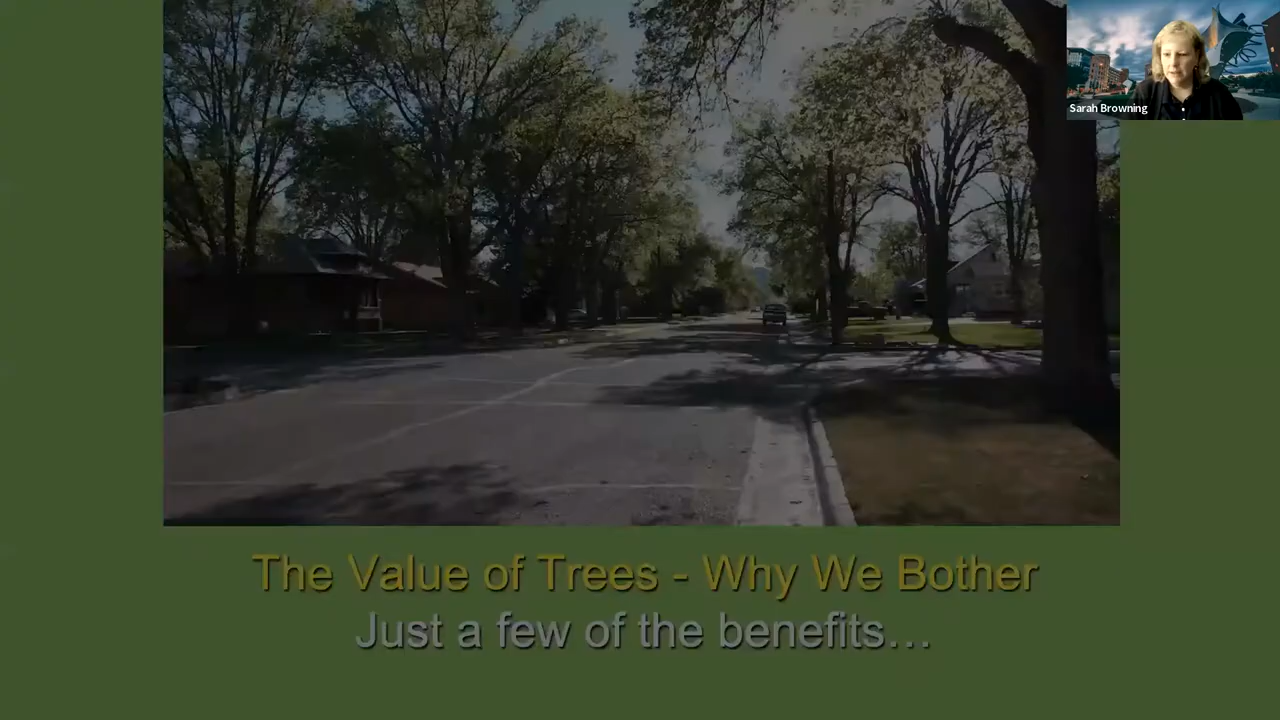 Sarah Browning
The Value of Trees - Why We Bother
Just a few of the benefits...